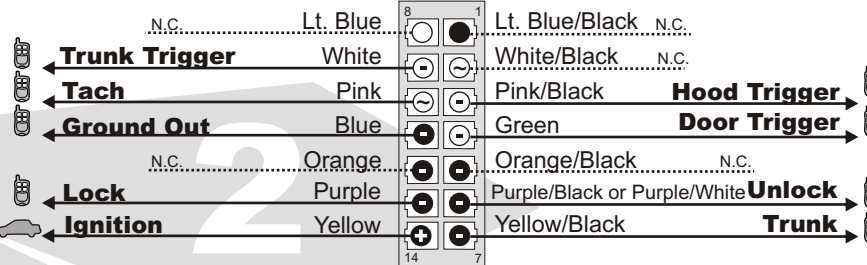 8 1
N.C. Lt. Blue Lt. Blue/Black N.C.
Trunk Trigger White White/Black N.C.
Tach Pink Pink/Black Hood Trigger
Ground Out Blue Green Door Trigger
N.C. Orange Orange/Black N.C.
Lock Purple Purple/Black or Purple/White Unlock
Ignition Yellow Yellow/Black Trunk
14 7
2